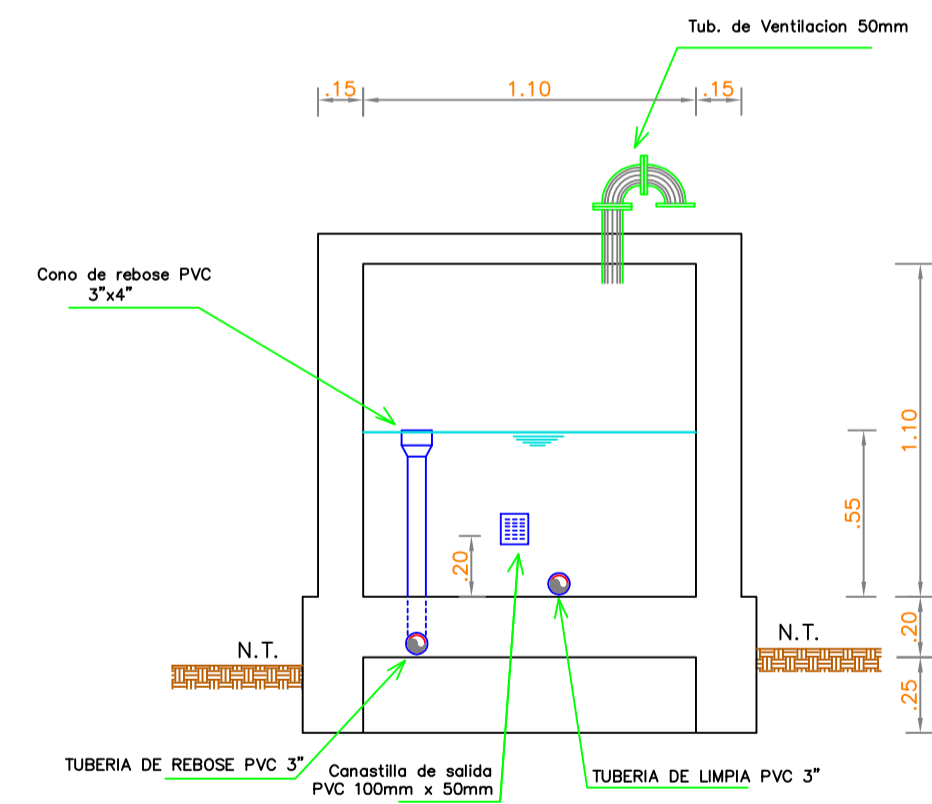 Tub. de Ventilacion 50mm
.15
1.10
.15
Cono de rebose PVC
3"x4"
1.10
.55
.20
.20
N.T.
N.T.
.25
TUBERIA DE REBOSE PVC 3"
Canastilla de salida
PVC 100mm x 50mm
TUBERIA DE LIMPIA PVC 3"